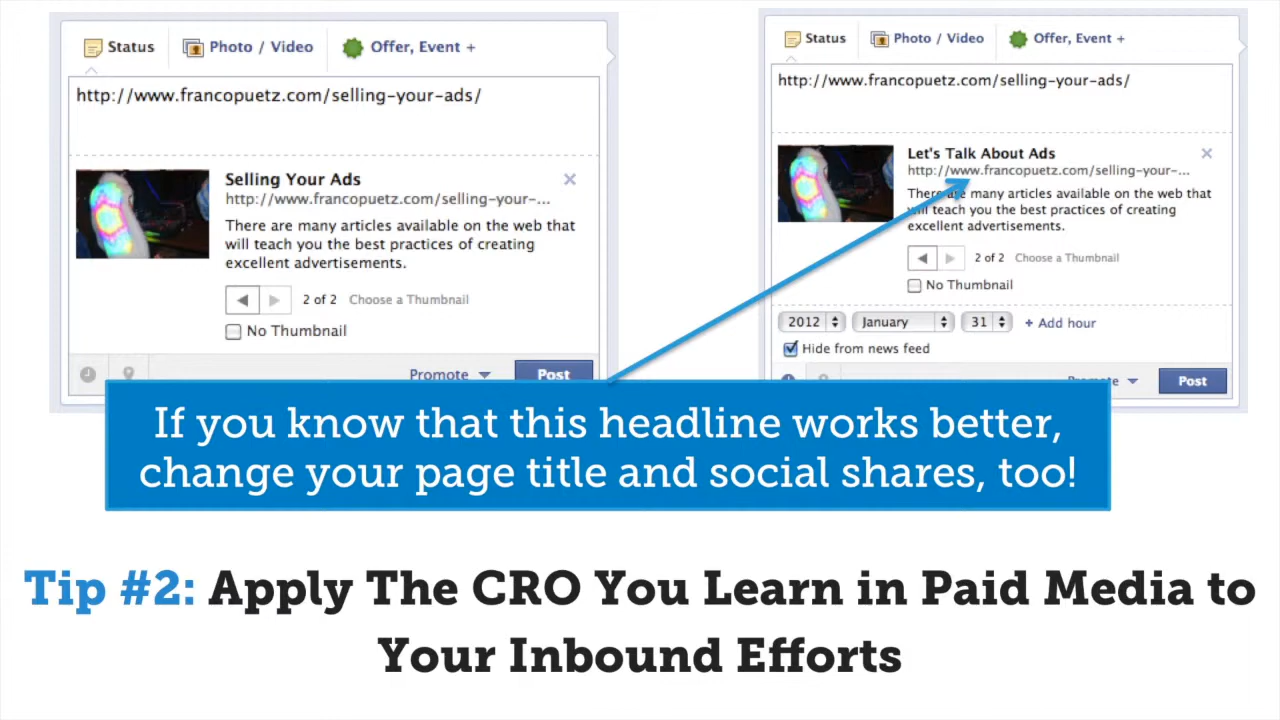 Status
Photo / Video
Offer, Event +
http://www.francopuetz.com/selling-your-ads/
Selling Your Ads
http://www.francopuetz.com/selling-your-...
There are many articles available on the web that
will teach you the best practices of creating
excellent advertisements.
2 of 2 Choose a Thumbnail
No Thumbnail
Promote
Post
Status
Photo / Video
Offer, Event +
http://www.francopuetz.com/selling-your-ads/
Let's Talk About Ads
http://www.francopuetz.com/selling-your-...
There are many articles available on the web that
will teach you the best practices of creating
excellent advertisements.
2 of 2 Choose a Thumbnail
No Thumbnail
2012 January 31 + Add hour
Hide from news feed
Promote
Post
If you know that this headline works better,
change your page title and social shares, too!
Tip #2: Apply The CRO You Learn in Paid Media to
Your Inbound Efforts